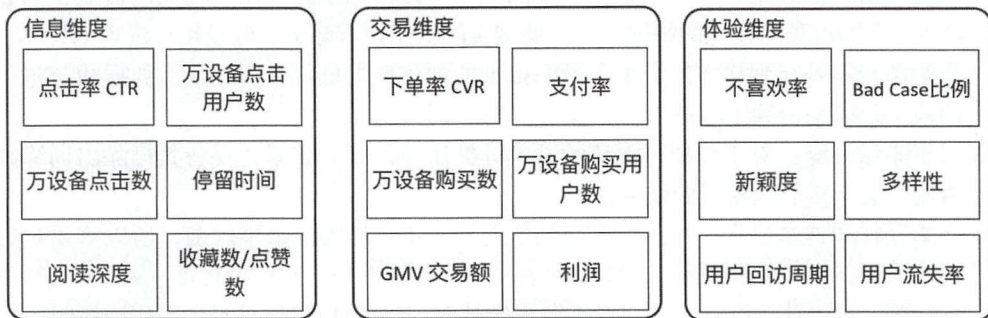 信息维度
点击率 CTR
万设备点击
用户数
万设备点击数
停留时间
阅读深度
收藏数/点赞
数
交易维度
下单率 CVR
支付率
万设备购买数
万设备购买用
户数
GMV 交易额
利润
体验维度
不喜欢率
Bad Case比例
新颖度
多样性
用户回访周期
用户流失率